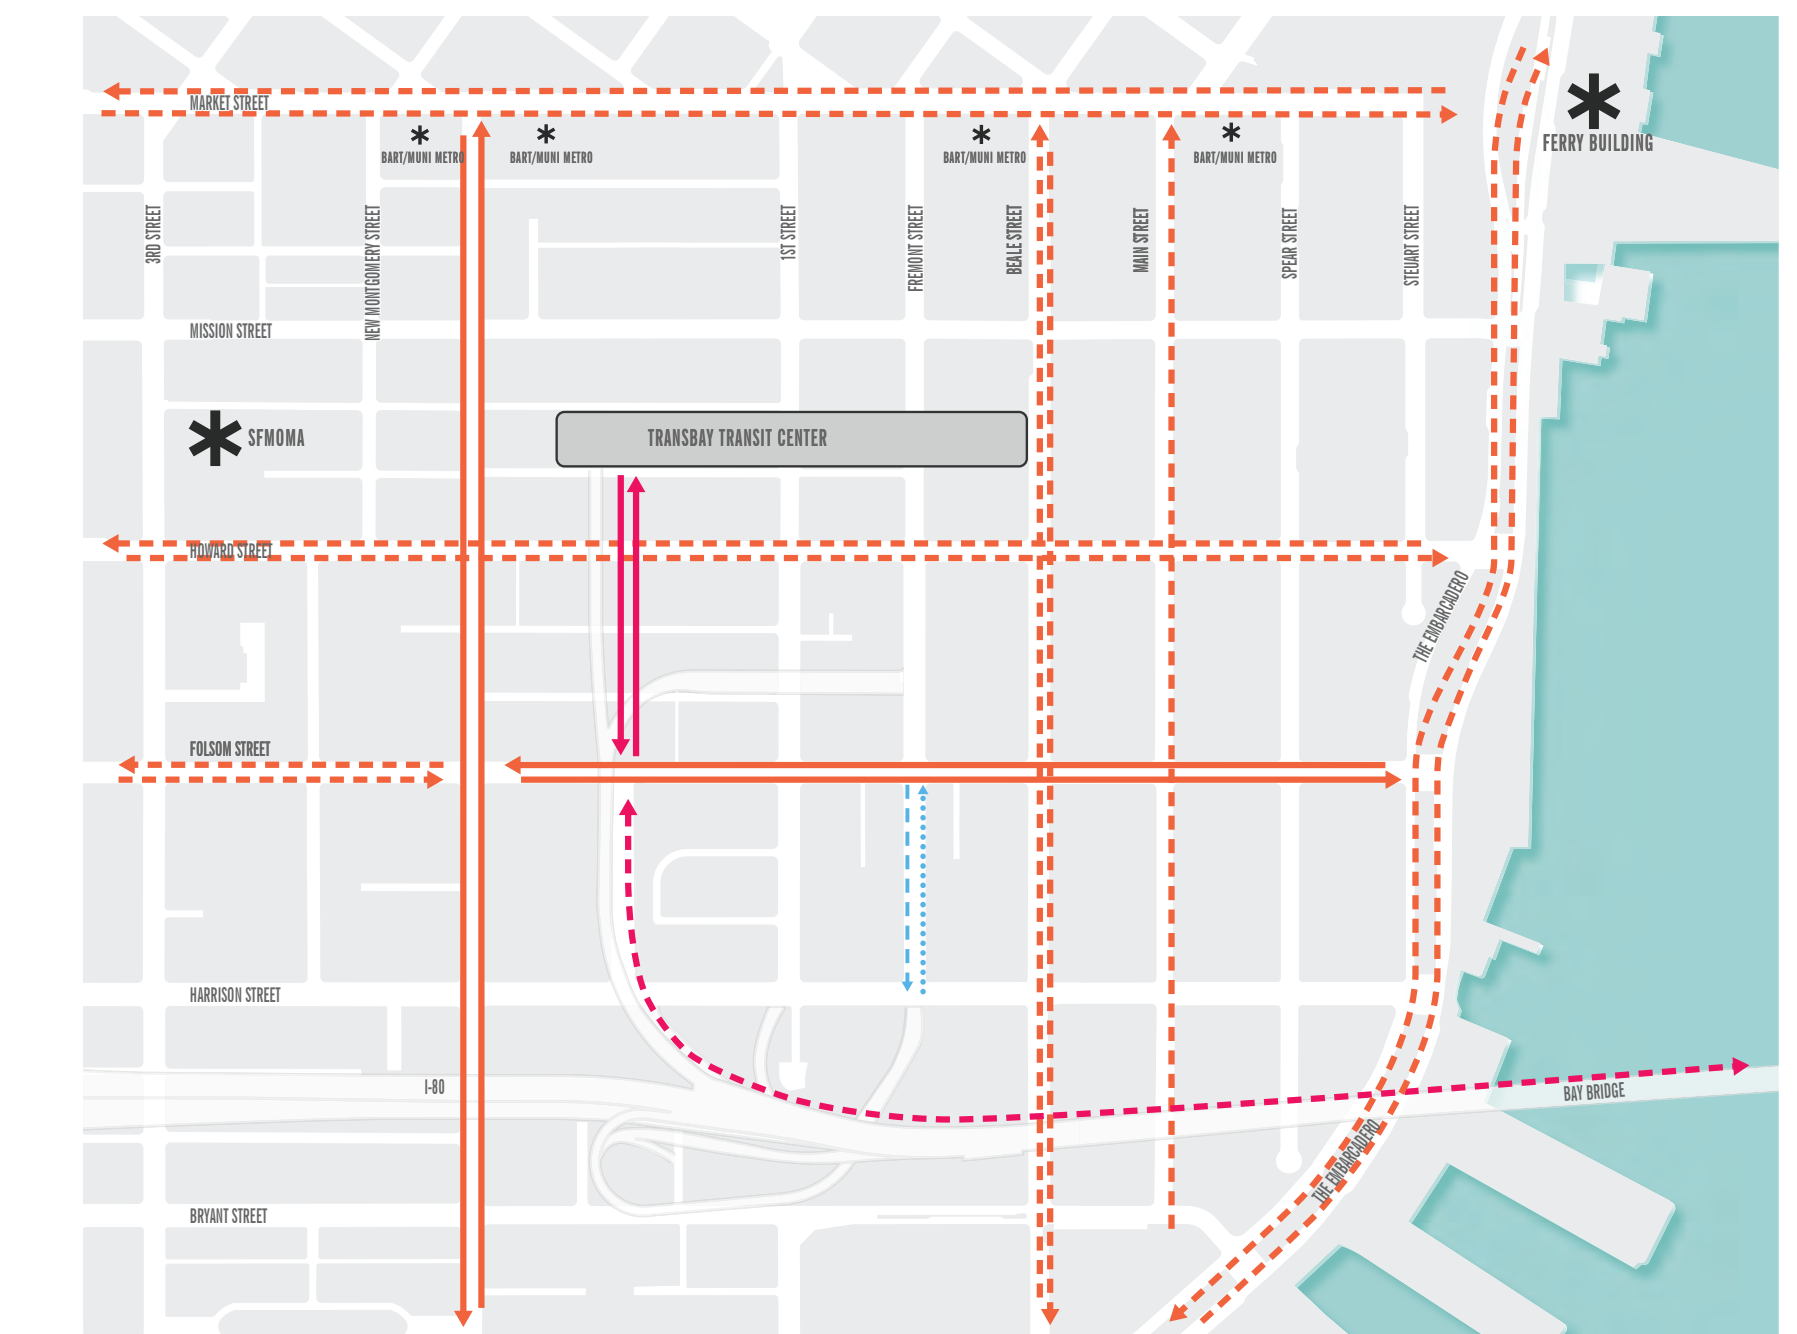 MARKET STREET
BART/MUNI METRO
BART/MUNI METRO
BART/MUNI METRO
BART/MUNI METRO
FERRY BUILDING
3RD STREET
NEW MONTGOMERY STREET
1ST STREET
FREMONT STREET
BEALE STREET
MAIN STREET
SPEAR STREET
STEUART STREET
MISSION STREET
SFMOMA
TRANSBAY TRANSIT CENTER
HOWARD STREET
THE EMBARCADERO
FOLSOM STREET
HARRISON STREET
I-80
BAY BRIDGE
THE EMBARCADERO
BRYANT STREET